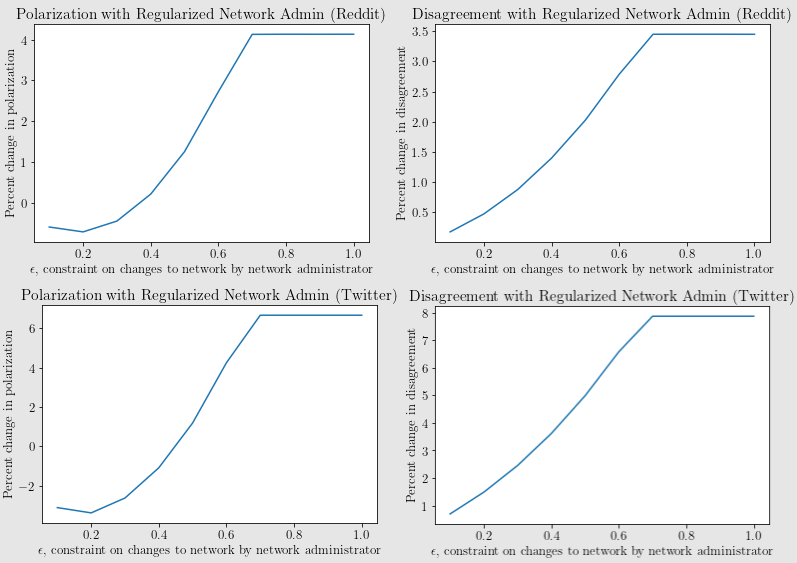 Polarization with Regularized Network Admin (Reddit)
Percent change in polarization
4
3
2
1
0
0.2 0.4 0.6 0.8 1.0
ϵ, constraint on changes to network by network administrator
Disagreement with Regularized Network Admin (Reddit)
Percent change in disagreement
3.5
3.0
2.5
2.0
1.5
1.0
0.5
0.2 0.4 0.6 0.8 1.0
ϵ, constraint on changes to network by network administrator
Polarization with Regularized Network Admin (Twitter)
Percent change in polarization
6
4
2
0
−2
0.2 0.4 0.6 0.8 1.0
ϵ, constraint on changes to network by network administrator
Disagreement with Regularized Network Admin (Twitter)
Percent change in disagreement
8
7
6
5
4
3
2
1
0.2 0.4 0.6 0.8 1.0
ϵ, constraint on changes to network by network administrator